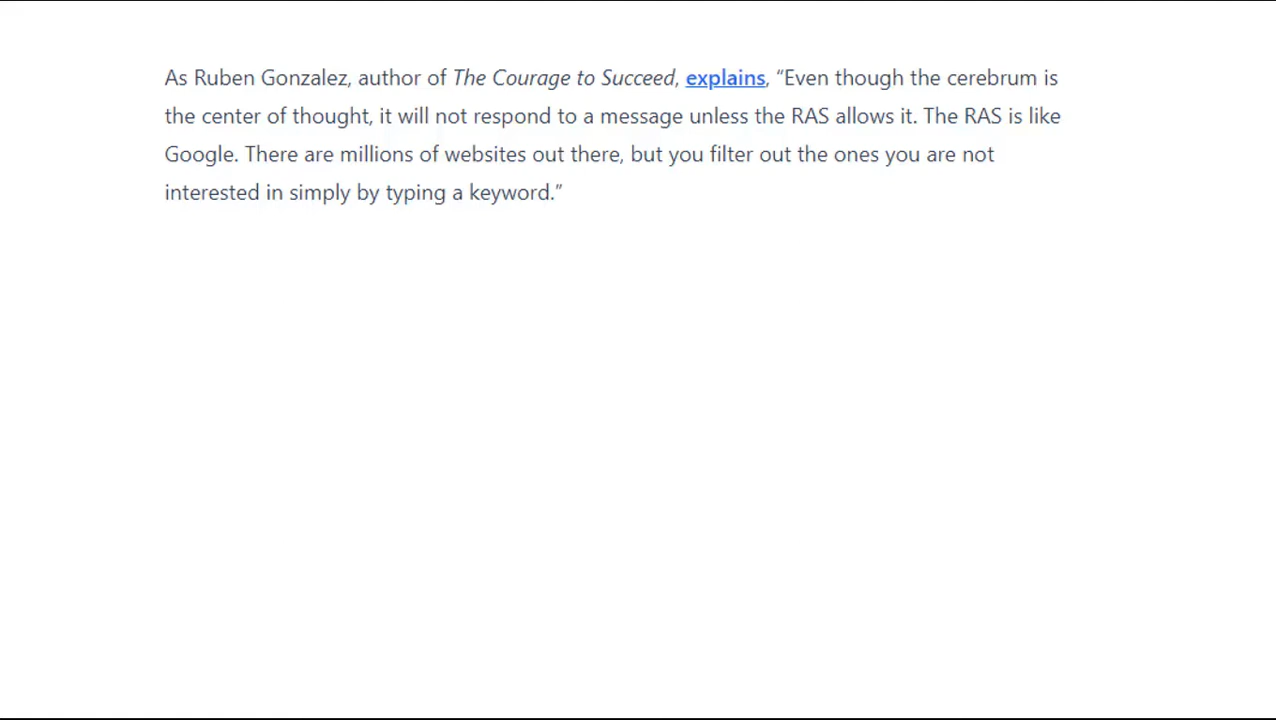 As Ruben Gonzalez, author of The Courage to Succeed, explains, “Even though the cerebrum is
the center of thought, it will not respond to a message unless the RAS allows it. The RAS is like
Google. There are millions of websites out there, but you filter out the ones you are not
interested in simply by typing a keyword.”